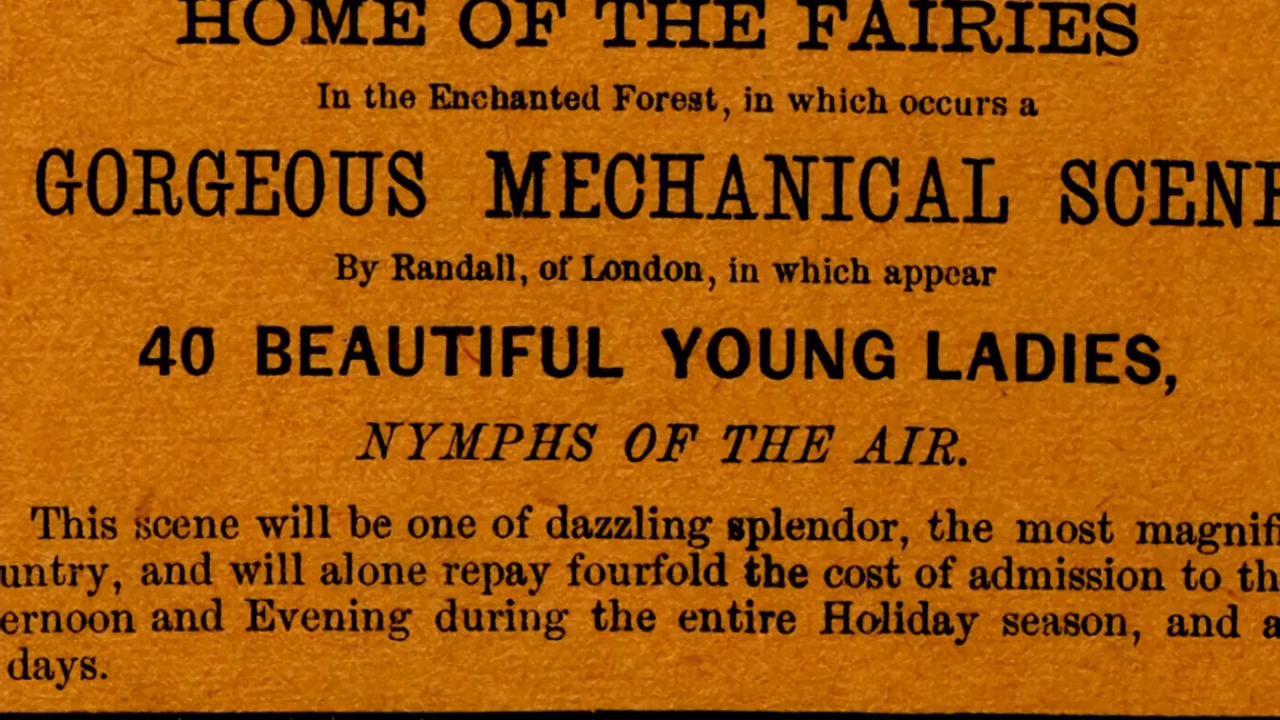 HOME OF THE FAIRIES
In the Enchanted Forest, in which occurs a
GORGEOUS MECHANICAL SCENE
By Randall, of London, in which appear
40 BEAUTIFUL YOUNG LADIES,
NYMPHS OF THE AIR.
This scene will be one of dazzling splendor, the most magnifi
untry, and will alone repay fourfold the cost of admission to th
ernoon and Evening during the entire Holiday season, and a
days.